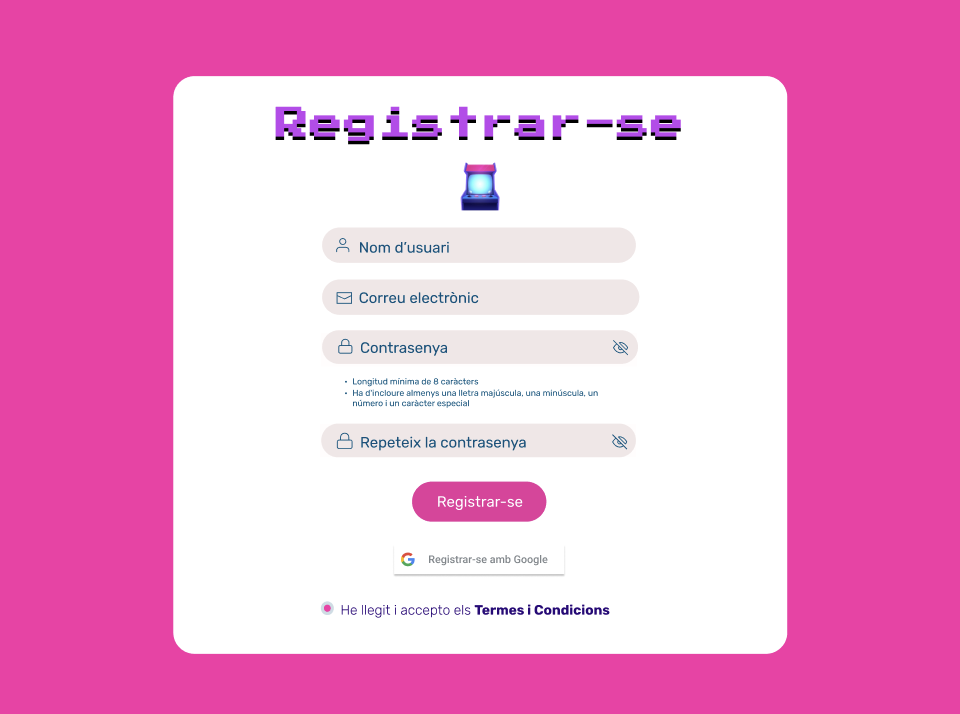 Registrar-se
Nom d'usuari
Correu electrònic
Contrasenya
• Longitud mínima de 8 caràcters
• Ha d'incloure almenys una lletra majúscula, una minúscula, un
número i un caràcter especial
Repeteix la contrasenya
Registrar-se
Registrar-se amb Google
He llegit i accepto els Termes i Condicions